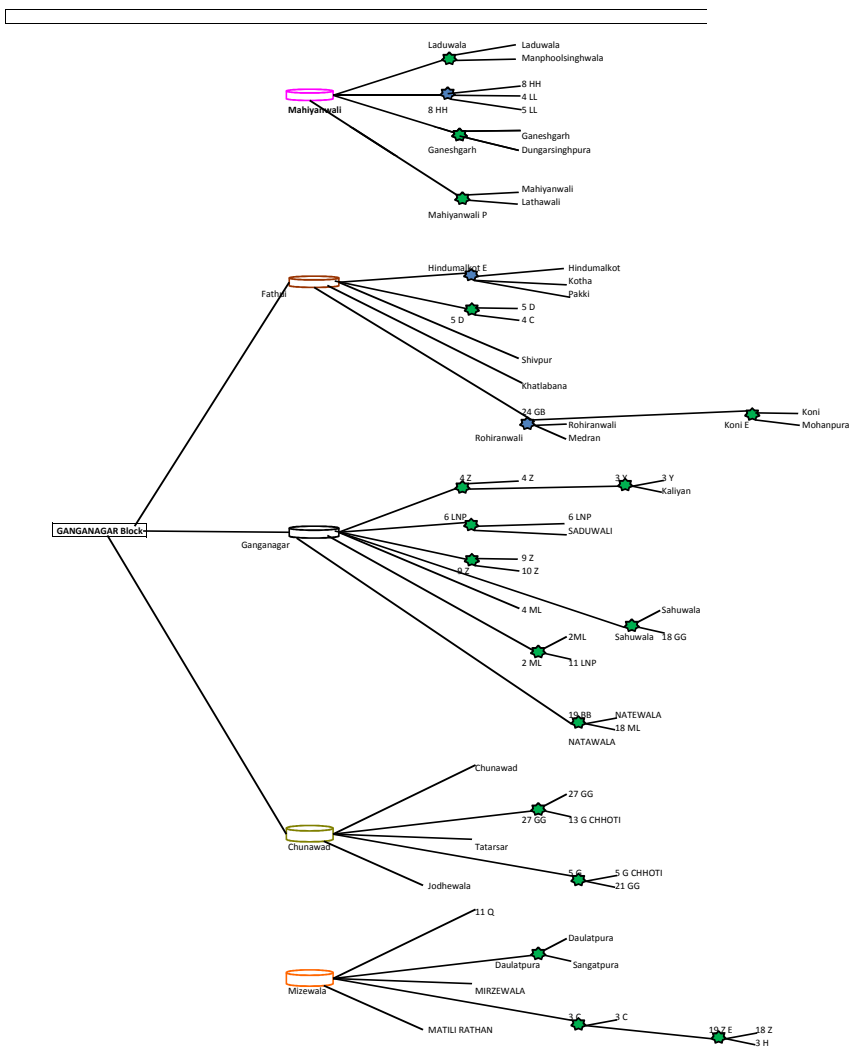 Laduwala
Laduwala
Manphoolsinghwala
8 HH
4 LL
5 LL
8 HH
Mahiyanwali
Ganeshgarh
Ganeshgarh
Dungarsinghpura
Mahiyanwali
Lathawali
Mahiyanwali P
Hindumalkot E
Hindumalkot
Kotha
Pakki
Fathui
5 D
5 D
4 C
Shivpur
Khatlabana
24 GB
Rohiranwali
Rohiranwali
Medran
Koni E
Koni
Mohanpura
4 Z
4 Z
3 Y
3 Y
Kaliyan
6 LNP
6 LNP
SADUWALI
GANGANAGAR Block
Ganganagar
9 Z
9 Z
10 Z
4 ML
Sahuwala
Sahuwala
18 GG
2ML
2 ML
11 LNP
19 BB
NATEWALA
18 ML
NATAWALA
Chunawad
27 GG
27 GG
13 G CHHOTI
Chunawad
Tatarsar
5 G
5 G CHHOTI
21 GG
Jodhewala
11 Q
Daulatpura
Daulatpura
Sangatpura
Mizewala
MIRZEWALA
3 C
3 C
MATILI RATHAN
19 Z E
18 Z
3 H